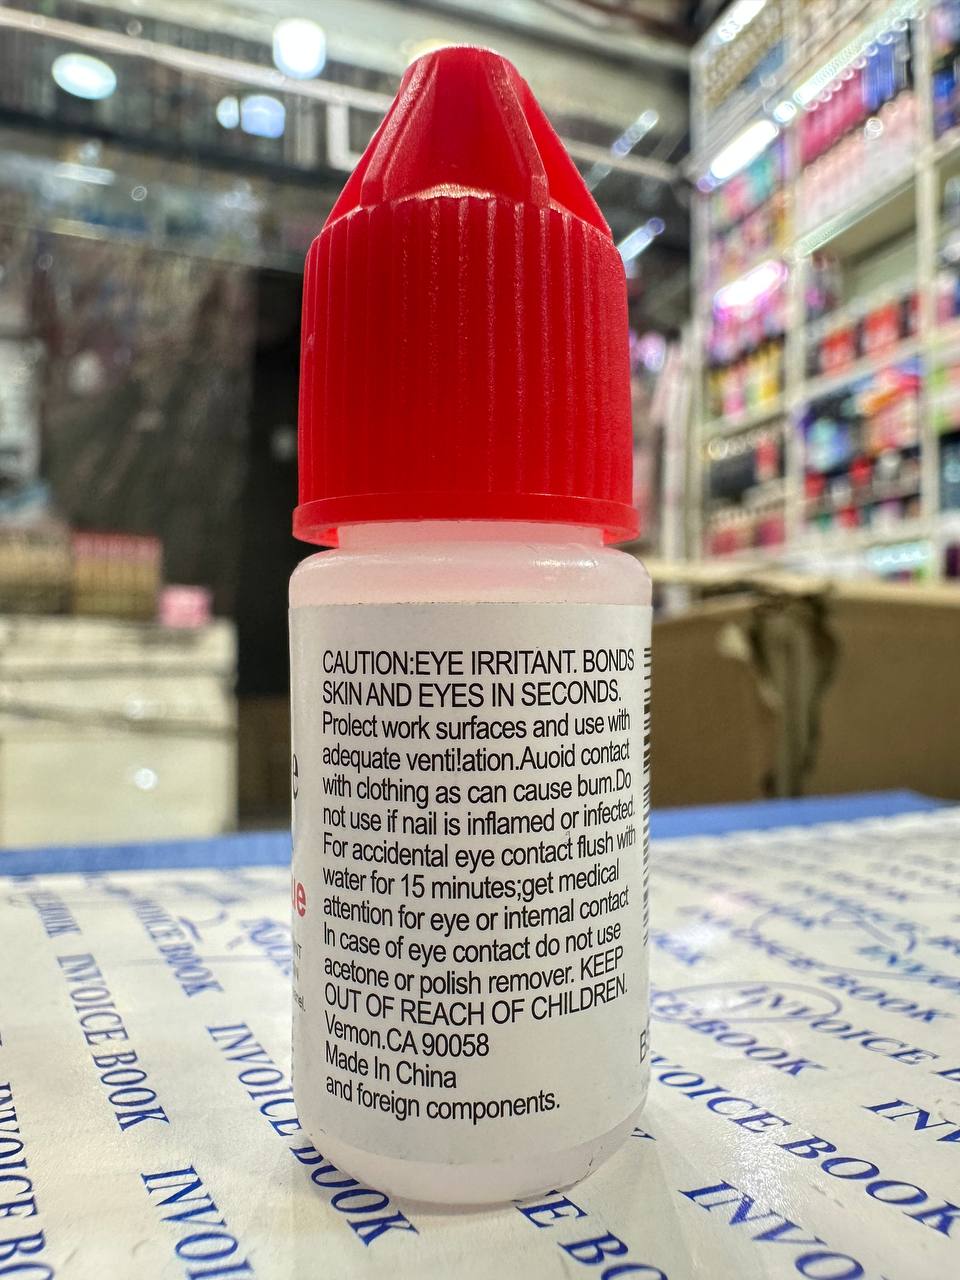 CAUTION:EYE IRRITANT. BONDS
SKIN AND EYES IN SECONDS.
Prolect work surfaces and use with
adequate venti!ation.Auoid contact
with clothing as can cause bum.Do
not use if nail is inflamed or infected.
For accidental eye contact flush with
water for 15 minutes;get medical
attention for eye or intemal contact
In case of eye contact do not use
acetone or polish remover. KEEP
OUT OF REACH OF CHILDREN.
Vemon.CA 90058
Made In China
and foreign components.
INVOICE BOOK
INVOICE BOOK
INVOICE BOOK
INVOICE BOOK